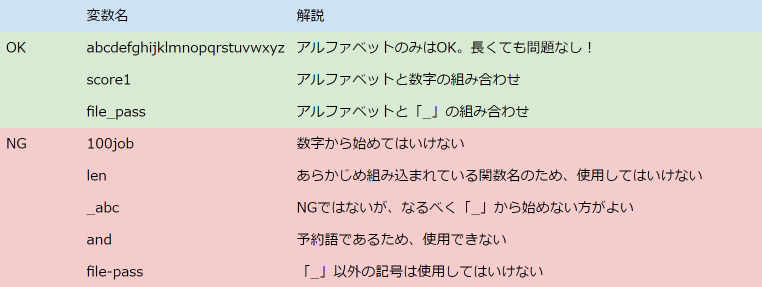 変数名 解説
OK abcdefghijklmnopqrstuvwxyz アルファベットのみはOK。長くても問題なし！
score1 アルファベットと数字の組み合わせ
file_pass アルファベットと「_」の組み合わせ
NG 100job 数字から始めてはいけない
len あらかじめ組み込まれている関数名のため、使用してはいけない
_abc NGではないが、なるべく「_」から始めない方がよい
and 予約語であるため、使用できない
file-pass 「_」以外の記号は使用してはいけない